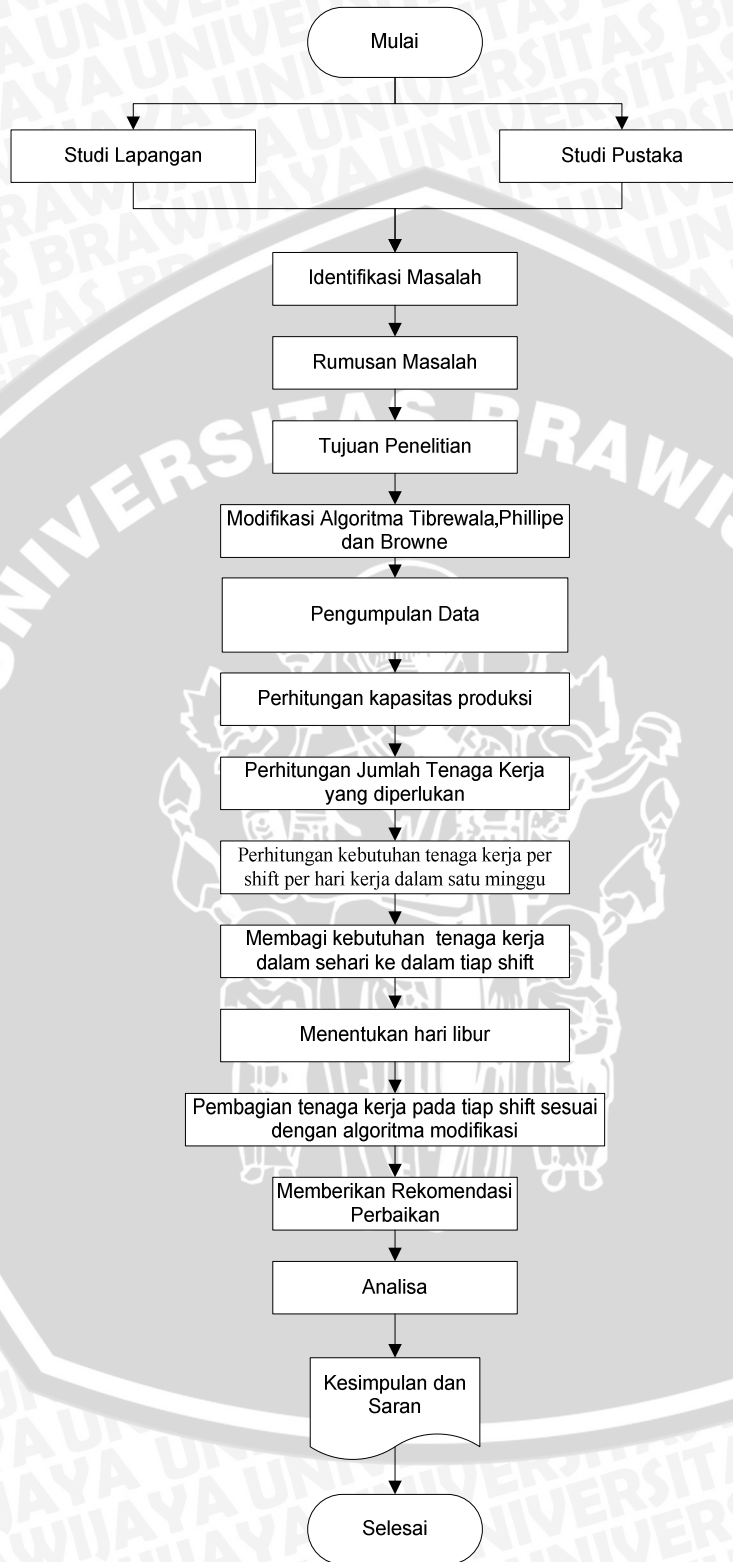 Mulai
Studi Lapangan
Studi Pustaka
Identifikasi Masalah
Rumusan Masalah
Tujuan Penelitian
Modifikasi Algoritma Tibrewala,Phillipe
dan Browne
Pengumpulan Data
Perhitungan kapasitas produksi
Perhitungan Jumlah Tenaga Kerja
yang diperlukan
Perhitungan kebutuhan tenaga kerja per
shift per hari kerja dalam satu minggu
Membagi kebutuhan tenaga kerja
dalam sehari ke dalam tiap shift
Menentukan hari libur
Pembagian tenaga kerja pada tiap shift sesuai
dengan algoritma modifikasi
Memberikan Rekomendasi
Perbaikan
Analisa
Kesimpulan dan
Saran
Selesai
UNIVERSITAS BRAWIJ